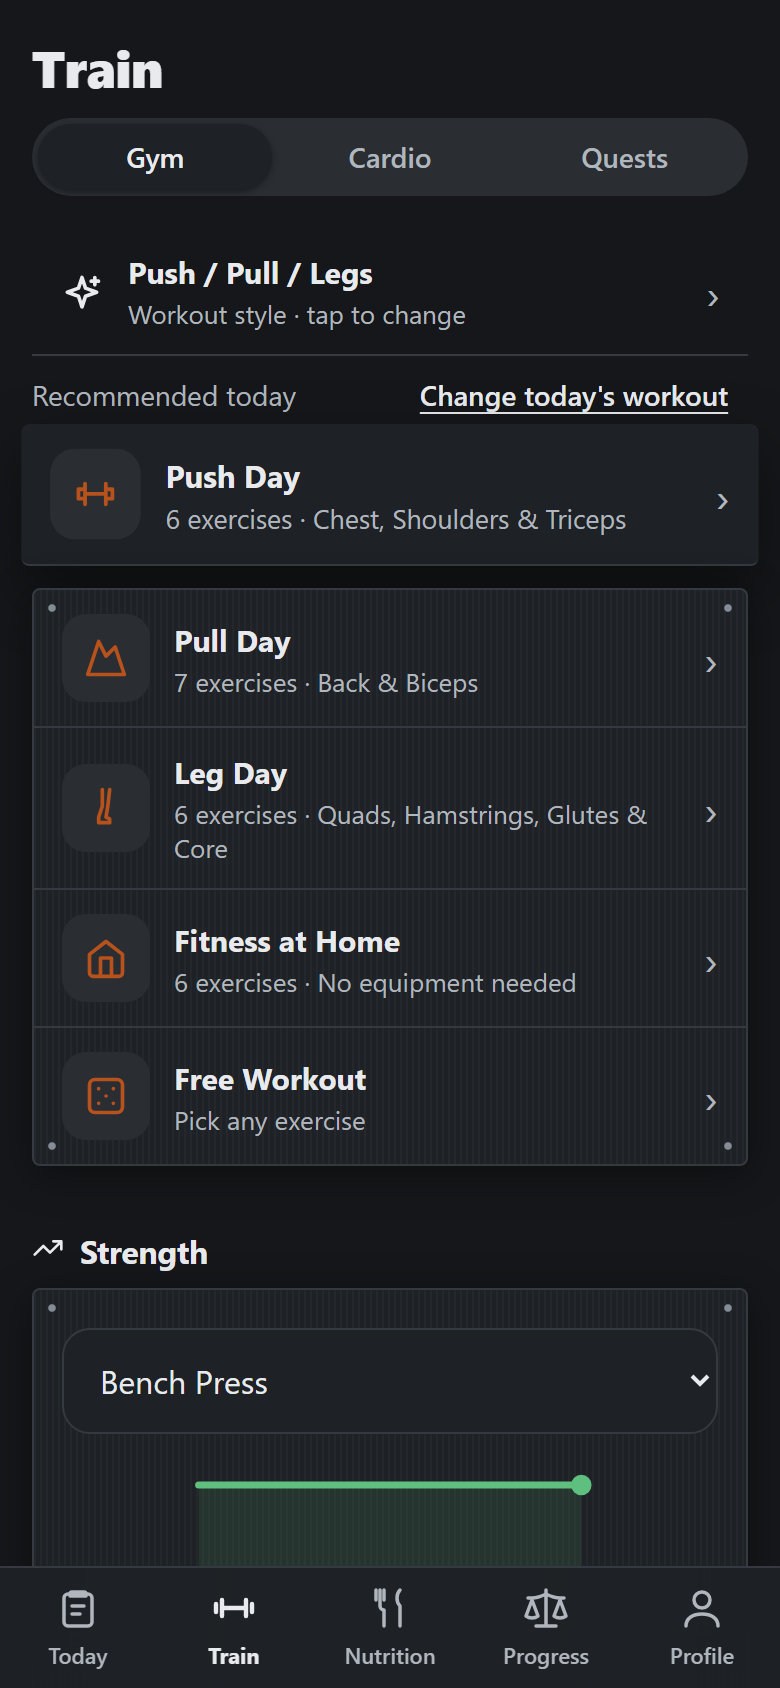 Train
Gym
Cardio
Quests
Push / Pull / Legs
Workout style · tap to change
Recommended today
Change today's workout
Push Day
6 exercises · Chest, Shoulders & Triceps
Pull Day
7 exercises · Back & Biceps
Leg Day
6 exercises · Quads, Hamstrings, Glutes &
Core
Fitness at Home
6 exercises · No equipment needed
Free Workout
Pick any exercise
Strength
Bench Press
Today
Train
Nutrition
Progress
Profile